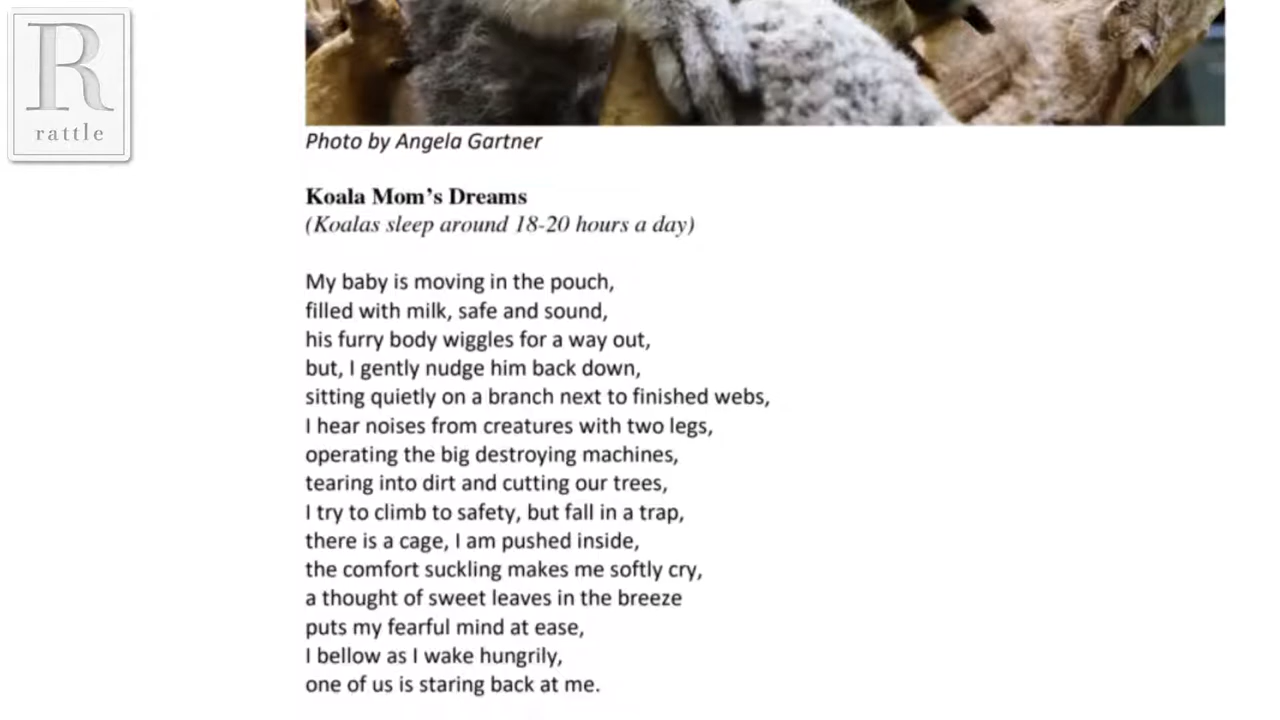 R
rattle
Photo by Angela Gartner
Koala Mom's Dreams
(Koalas sleep around 18-20 hours a day)
My baby is moving in the pouch,
filled with milk, safe and sound,
his furry body wiggles for a way out,
but, I gently nudge him back down,
sitting quietly on a branch next to finished webs,
I hear noises from creatures with two legs,
operating the big destroying machines,
tearing into dirt and cutting our trees,
I try to climb to safety, but fall in a trap,
there is a cage, I am pushed inside,
the comfort suckling makes me softly cry,
a thought of sweet leaves in the breeze
puts my fearful mind at ease,
I bellow as I wake hungrily,
one of us is staring back at me.